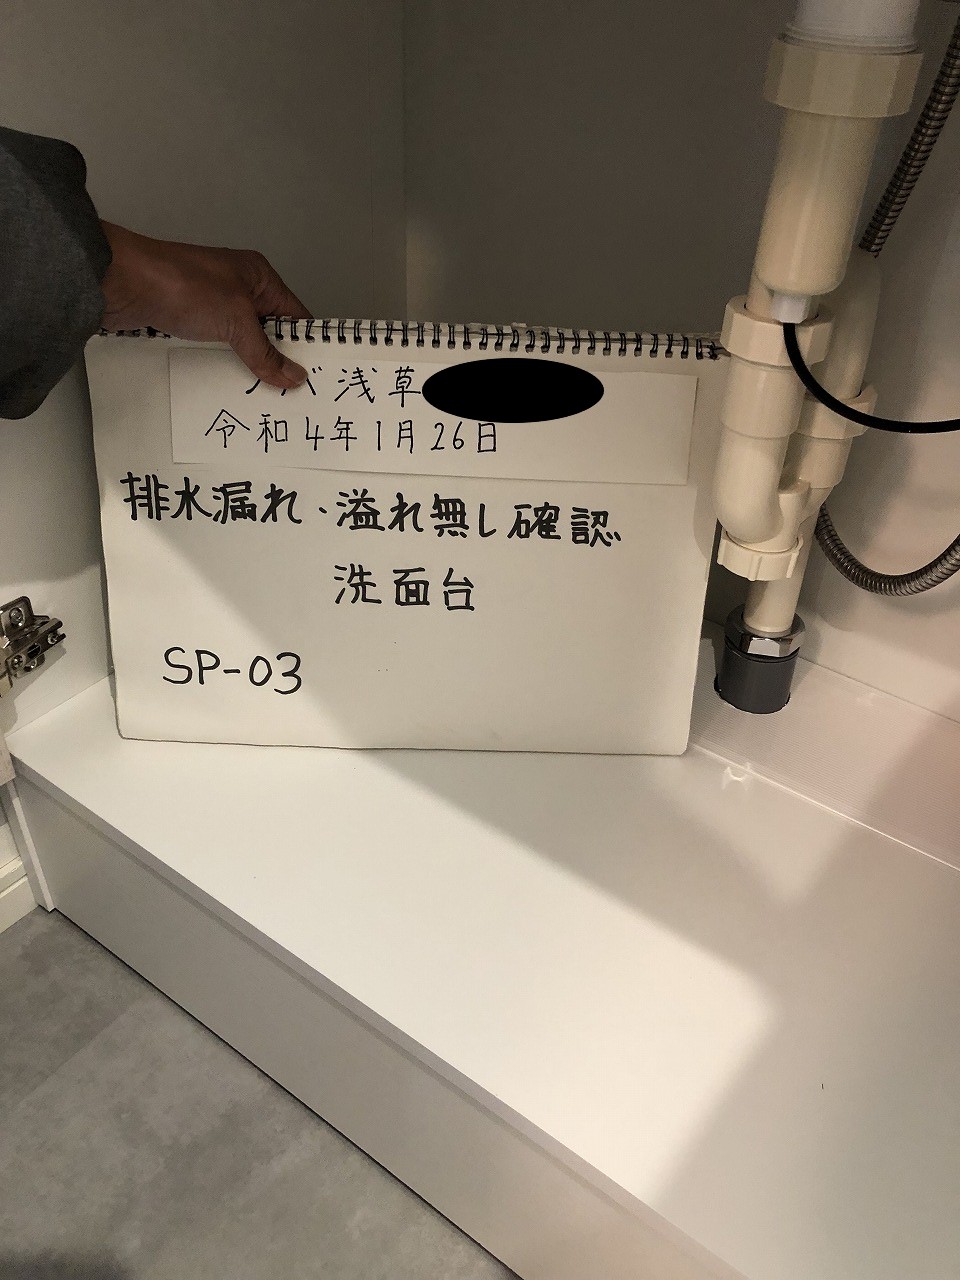 浅草
令和4年1月26日
排水漏れ・溢れ無し確認
洗面台
SP-03